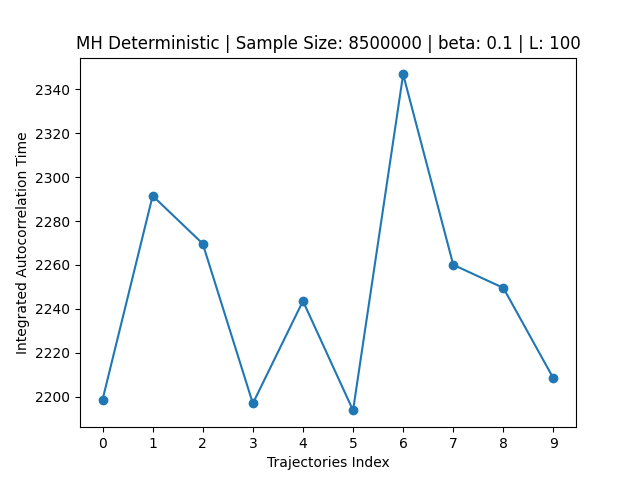 MH Deterministic | Sample Size: 8500000 | beta: 0.1 | L: 100
Integrated Autocorrelation Time
2340
2320
2300
2280
2260
2240
2220
2200
0 1 2 3 4 5 6 7 8 9
Trajectories Index